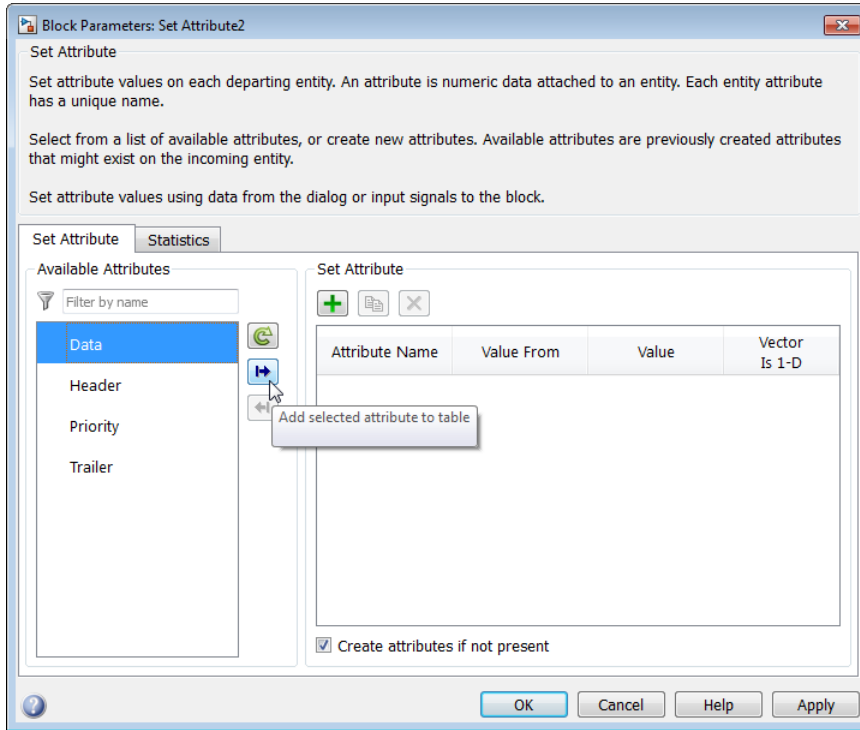 Block Parameters: Set Attribute2
Set Attribute
Set attribute values on each departing entity. An attribute is numeric data attached to an entity. Each entity attribute
has a unique name.
Select from a list of available attributes, or create new attributes. Available attributes are previously created attributes
that might exist on the incoming entity.
Set attribute values using data from the dialog or input signals to the block.
Set Attribute Statistics
Available Attributes
Filter by name
Data
Header
Priority
Trailer
Add selected attribute to table
Set Attribute
Attribute Name Value From Value Vector
Is 1-D
Create attributes if not present
OK Cancel Help Apply